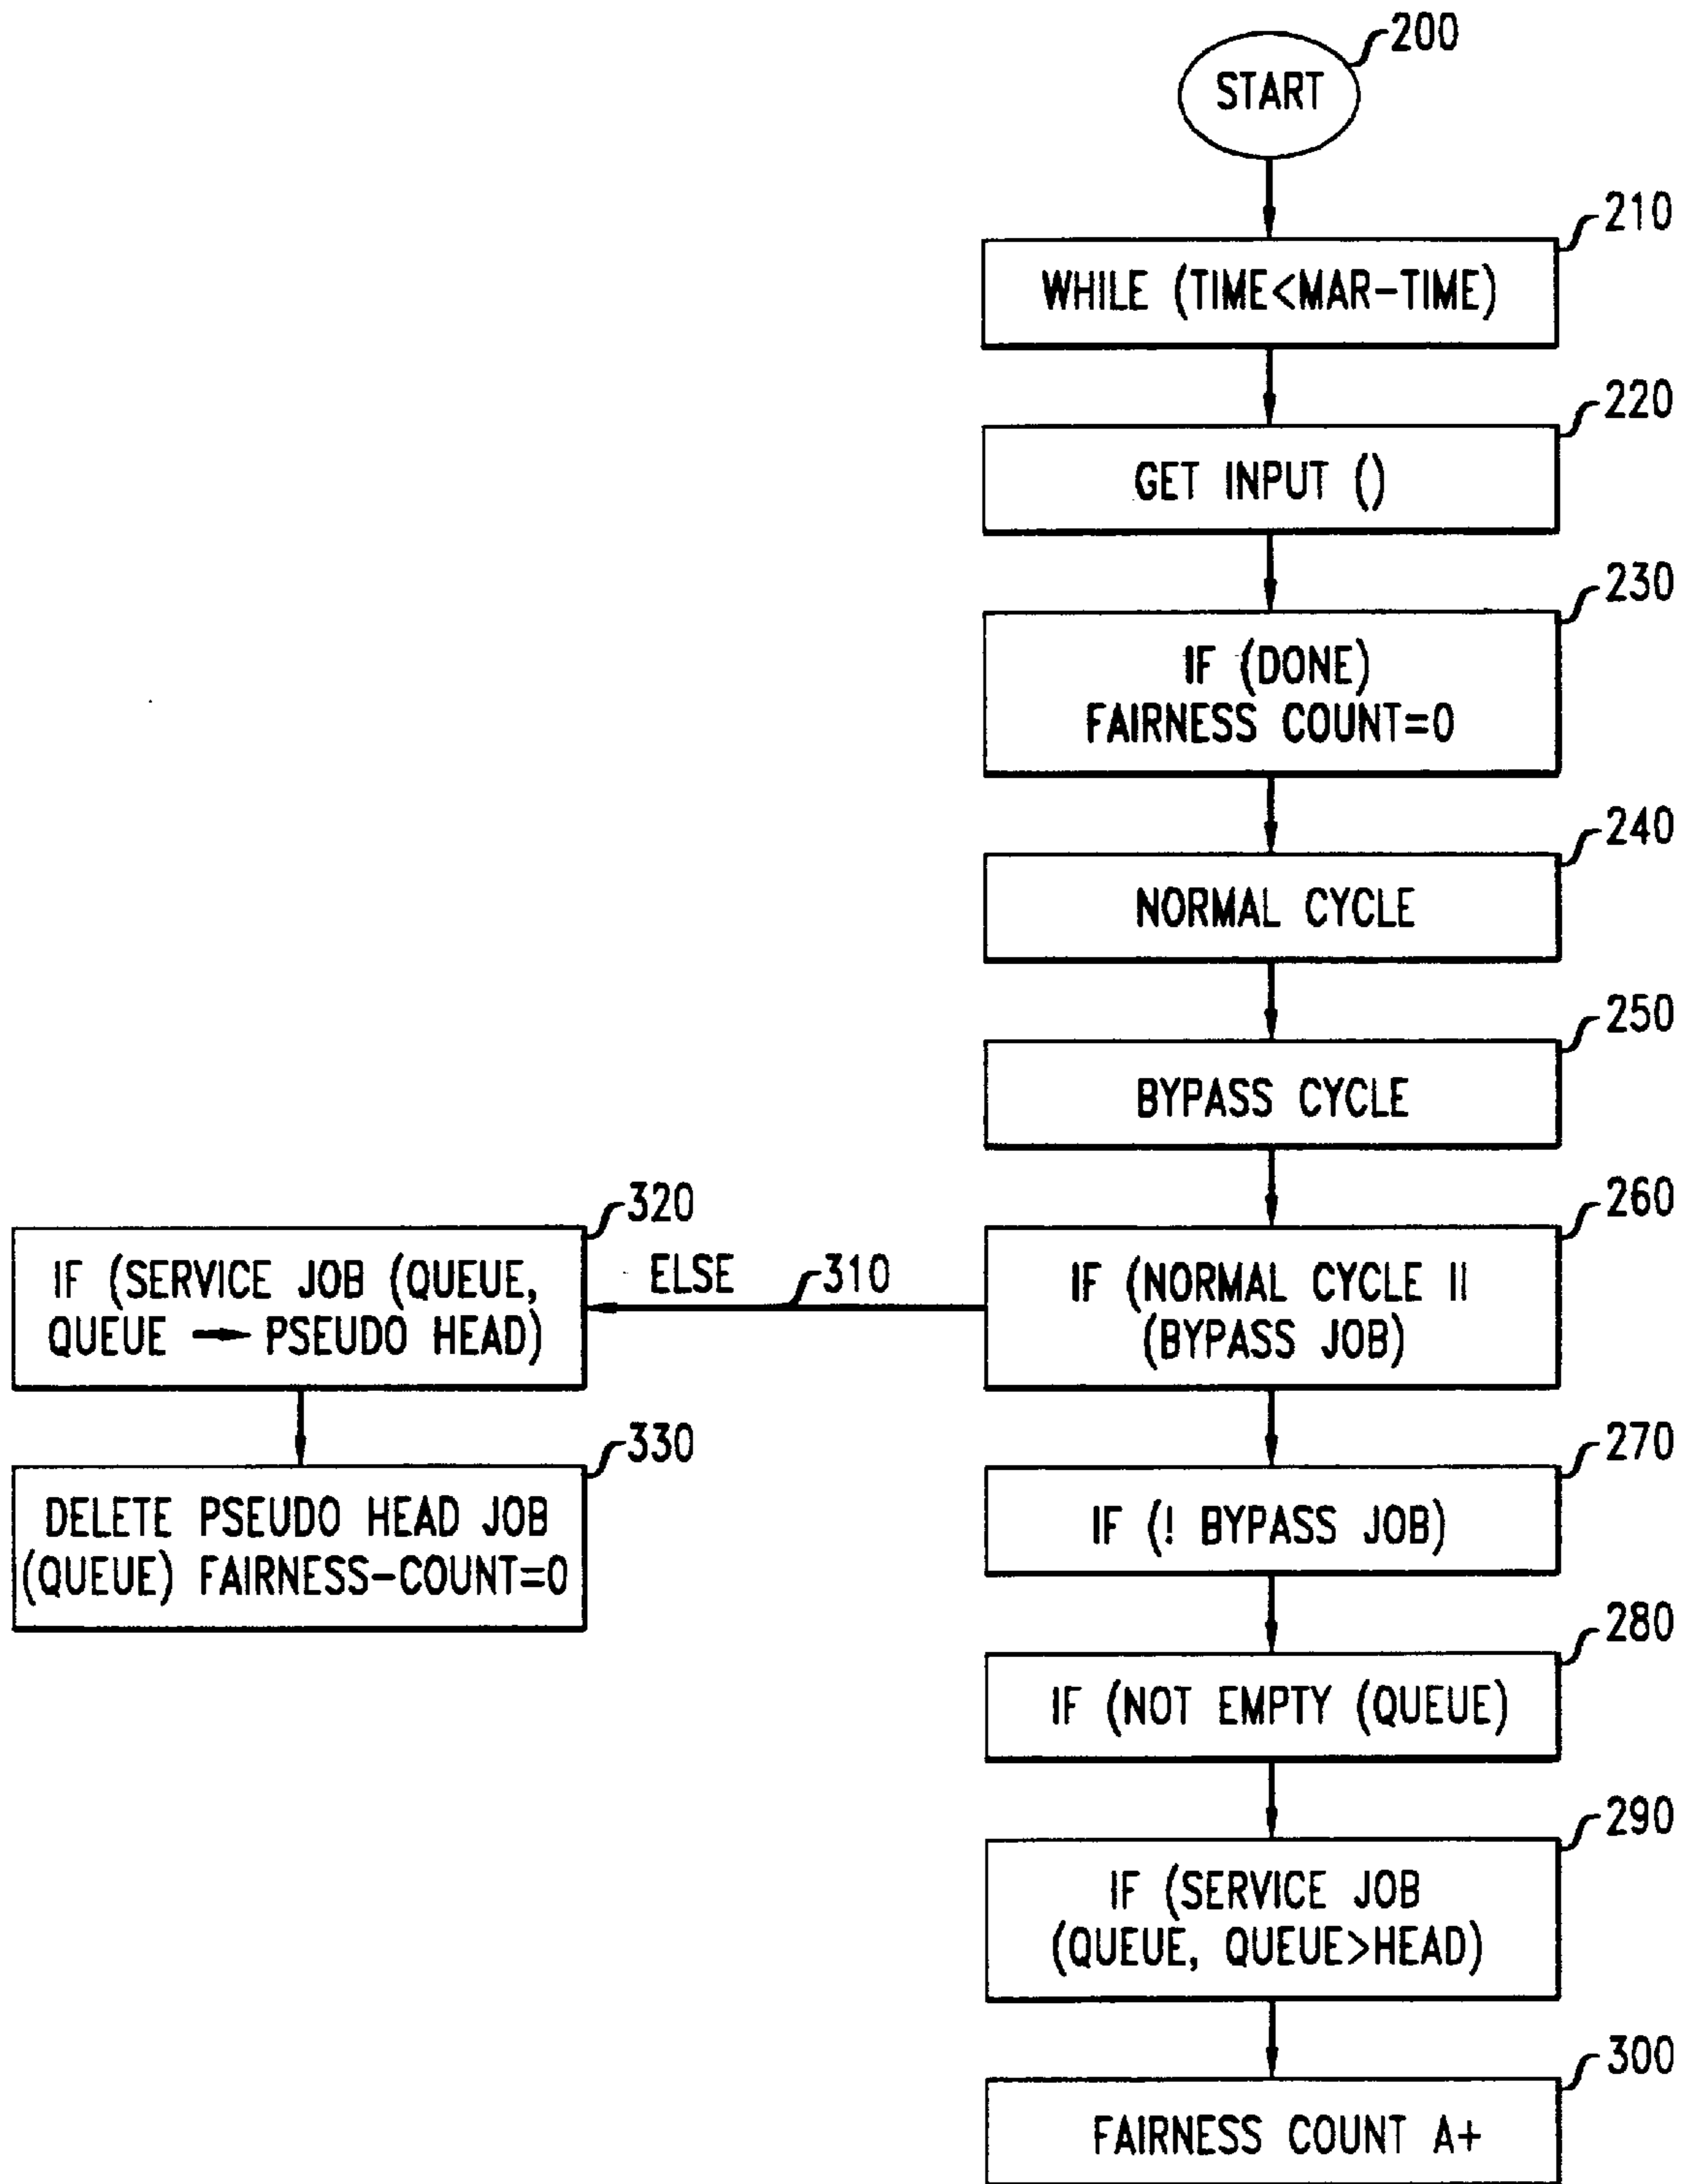 200
START
210
WHILE (TIME<MAR-TIME)
220
GET INPUT ()
230
IF (DONE)
FAIRNESS COUNT=0
240
NORMAL CYCLE
250
BYPASS CYCLE
260
IF (NORMAL CYCLE ||
(BYPASS JOB)
ELSE
310
320
IF (SERVICE JOB (QUEUE,
QUEUE → PSEUDO HEAD)
330
DELETE PSEUDO HEAD JOB
(QUEUE) FAIRNESS-COUNT=0
270
IF (! BYPASS JOB)
280
IF (NOT EMPTY (QUEUE)
290
IF (SERVICE JOB
(QUEUE, QUEUE>HEAD)
300
FAIRNESS COUNT A+